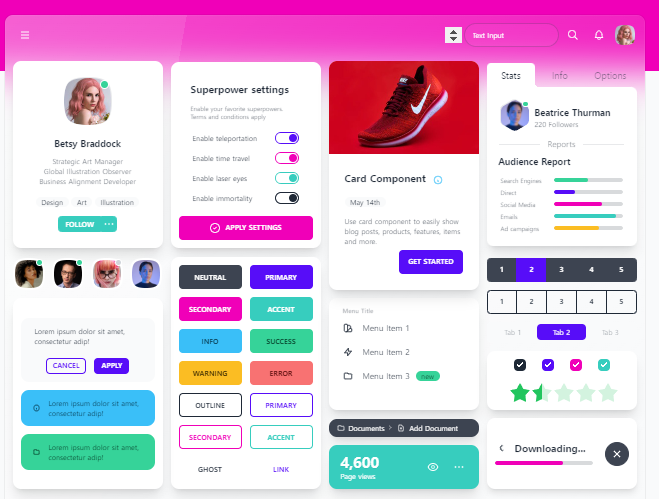 Text Input
Betsy Braddock
Strategic Art Manager
Global Illustration Observer
Business Alignment Developer
Design Art Illustration
FOLLOW
Lorem ipsum dolor sit amet,
consectetur adip!
CANCEL APPLY
Lorem ipsum dolor sit amet,
consectetur adip!
Lorem ipsum dolor sit amet,
consectetur adip!
Superpower settings
Enable your favorite superpowers.
Terms and conditions apply.
Enable teleportation
Enable time travel
Enable laser eyes
Enable immortality
APPLY SETTINGS
NEUTRAL PRIMARY
SECONDARY ACCENT
INFO SUCCESS
WARNING ERROR
OUTLINE PRIMARY
SECONDARY ACCENT
GHOST LINK
Card Component
May 14th
Use card component to easily show
blog posts, products, features, items
and more.
GET STARTED
Menu Title
Menu Item 1
Menu Item 2
Menu Item 3 new
Documents > Add Document
4,600
Page views
Stats Info Options
Beatrice Thurman
220 Followers
Reports
Audience Report
Search Engines
Direct
Social Media
Emails
Ad campaigns
1 2 3 4 5
1 2 3 4 5
Tab 1 Tab 2 Tab 3
Downloading...